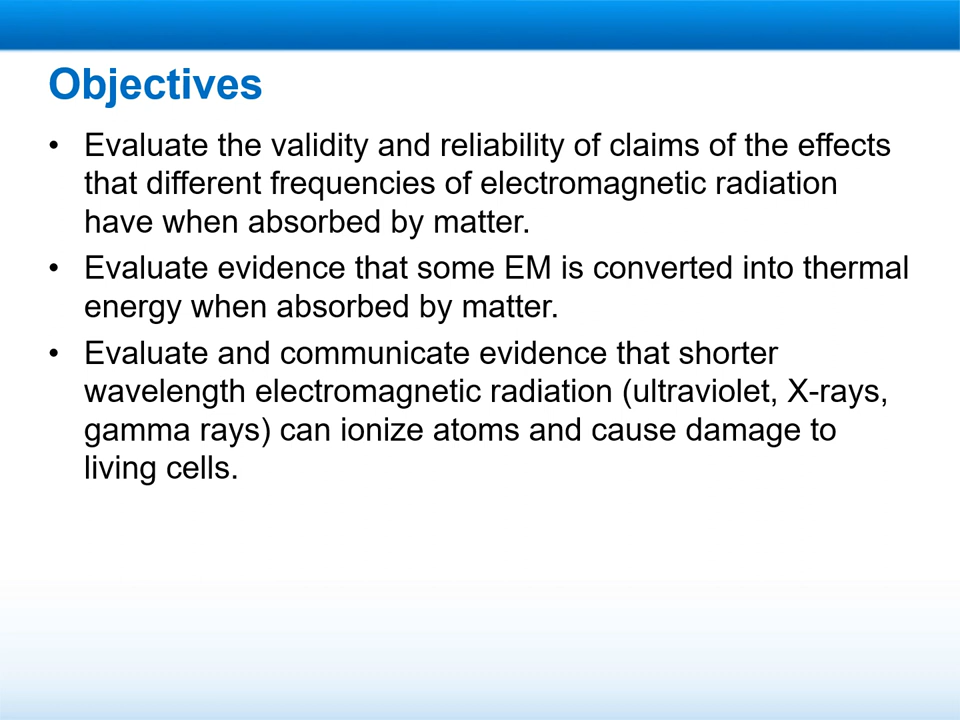 Objectives
• Evaluate the validity and reliability of claims of the effects
that different frequencies of electromagnetic radiation
have when absorbed by matter.
• Evaluate evidence that some EM is converted into thermal
energy when absorbed by matter.
• Evaluate and communicate evidence that shorter
wavelength electromagnetic radiation (ultraviolet, X-rays,
gamma rays) can ionize atoms and cause damage to
living cells.